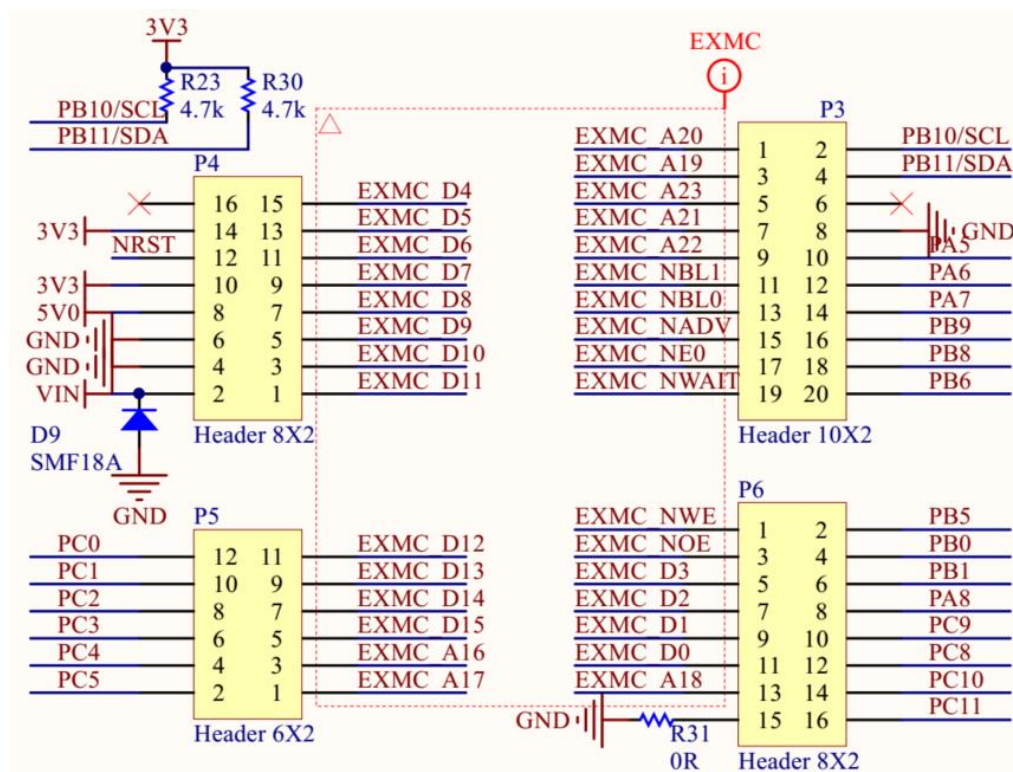 3V3
EXMC
i
R23
4.7k
R30
4.7k
PB10/SCL
PB11/SDA
P4
16 15 EXMC_D4
3V3 14 13 EXMC_D5
NRST 12 11 EXMC_D6
3V3 10 9 EXMC_D7
5V0 8 7 EXMC_D8
GND 6 5 EXMC_D9
GND 4 3 EXMC_D10
VIN 2 1 EXMC_D11
Header 8X2
D9
SMF18A
GND
P3
EXMC_A20 1 2 PB10/SCL
EXMC_A19 3 4 PB11/SDA
EXMC_A23 5 6
EXMC_A21 7 8 GND
EXMC_A22 9 10 PA5
EXMC_NBL1 11 12 PA6
EXMC_NBL0 13 14 PA7
EXMC_NADV 15 16 PB9
EXMC_NE0 17 18 PB8
EXMC_NWAIT 19 20 PB6
Header 10X2
P5
PC0 12 11 EXMC_D12
PC1 10 9 EXMC_D13
PC2 8 7 EXMC_D14
PC3 6 5 EXMC_D15
PC4 4 3 EXMC_A16
PC5 2 1 EXMC_A17
Header 6X2
P6
EXMC_NWE 1 2 PB5
EXMC_NOE 3 4 PB0
EXMC_D3 5 6 PB1
EXMC_D2 7 8 PA8
EXMC_D1 9 10 PC9
EXMC_D0 11 12 PC8
EXMC_A18 13 14 PC10
GND 15 16 PC11
R31
0R
Header 8X2